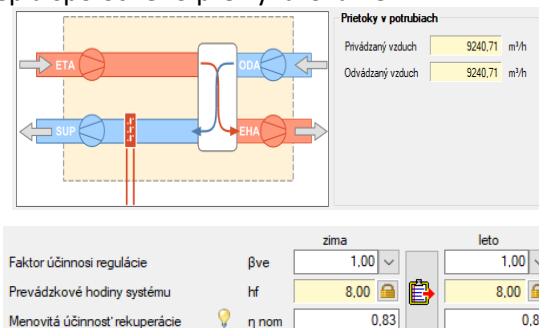 Prietoky v potrubiach
Privádzaný vzduch 9240,71 m³/h
Odvádzaný vzduch 9240,71 m³/h
ETA ODA
SUP EHA
zima leto
Faktor účinnosi regulácie βve 1,00 1,00
Prevádzkové hodiny systému hf 8,00 8,00
Menovitá účinnosť rekuperácie η nom 0,83